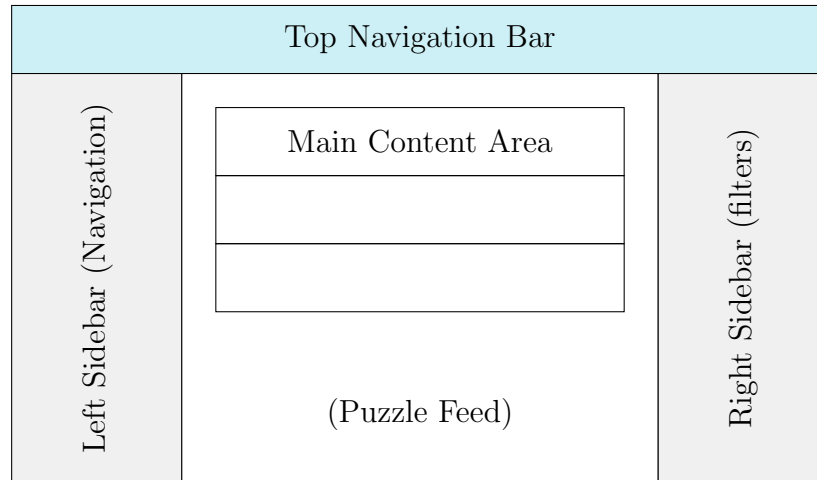 Top Navigation Bar
Left Sidebar (Navigation)
Main Content Area
(Puzzle Feed)
Right Sidebar (filters)